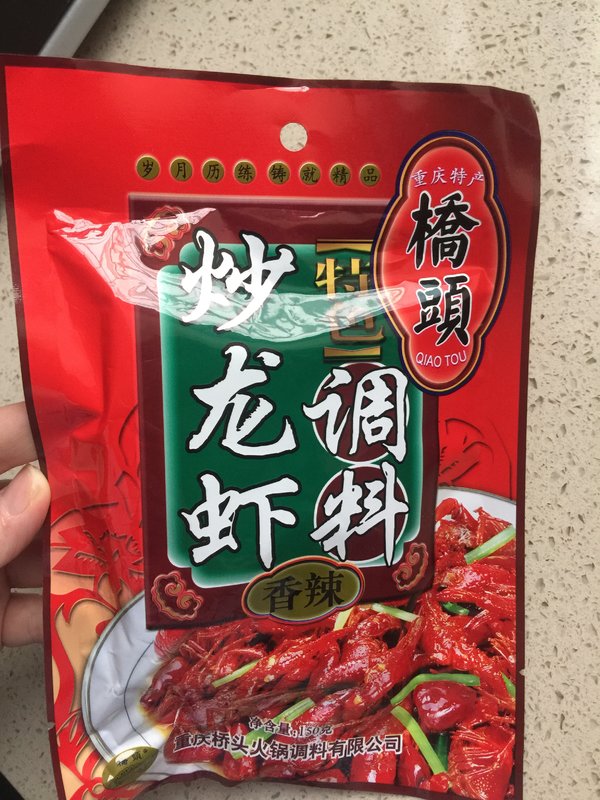 岁月历练铸就精品
重庆特产
橋頭
QIAO TOU
特色
炒龙虾
调料
香辣
净含量:150克
重庆桥头火锅调料有限公司